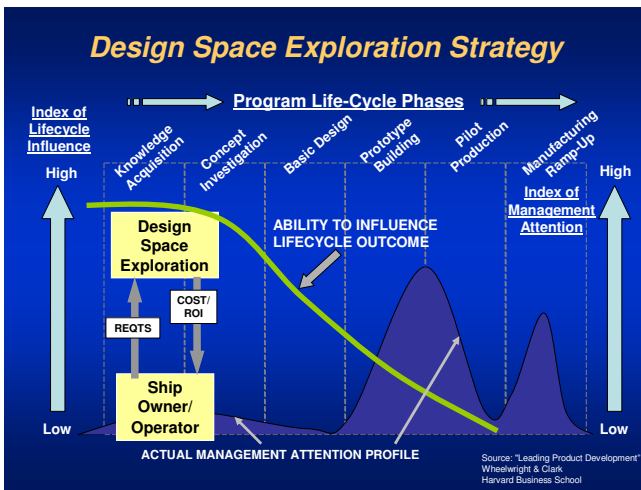 Design Space Exploration Strategy
Program Life-Cycle Phases
Index of
Lifecycle
Influence
High
Knowledge
Acquisition
Concept
Investigation
Basic Design
Prototype
Building
Pilot
Production
Manufacturing
Ramp-Up
Index of
Management
Attention
High
Design
Space
Exploration
ABILITY TO INFLUENCE
LIFECYCLE OUTCOME
REQTS
COST/
ROI
Ship
Owner/
Operator
Low
Low
ACTUAL MANAGEMENT ATTENTION PROFILE
Source: "Leading Product Development"
Wheelwright & Clark
Harvard Business School